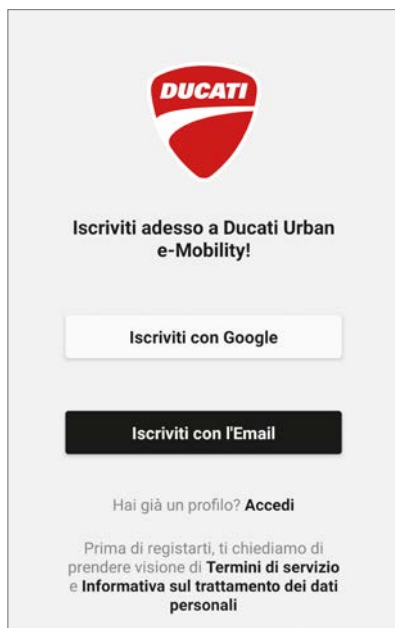 DUCATI
Iscriviti adesso a Ducati Urban
e-Mobility!
Iscriviti con Google
Iscriviti con l'Email
Hai già un profilo? Accedi
Prima di registarti, ti chiediamo di
prendere visione di Termini di servizio
e Informativa sul trattamento dei dati
personali